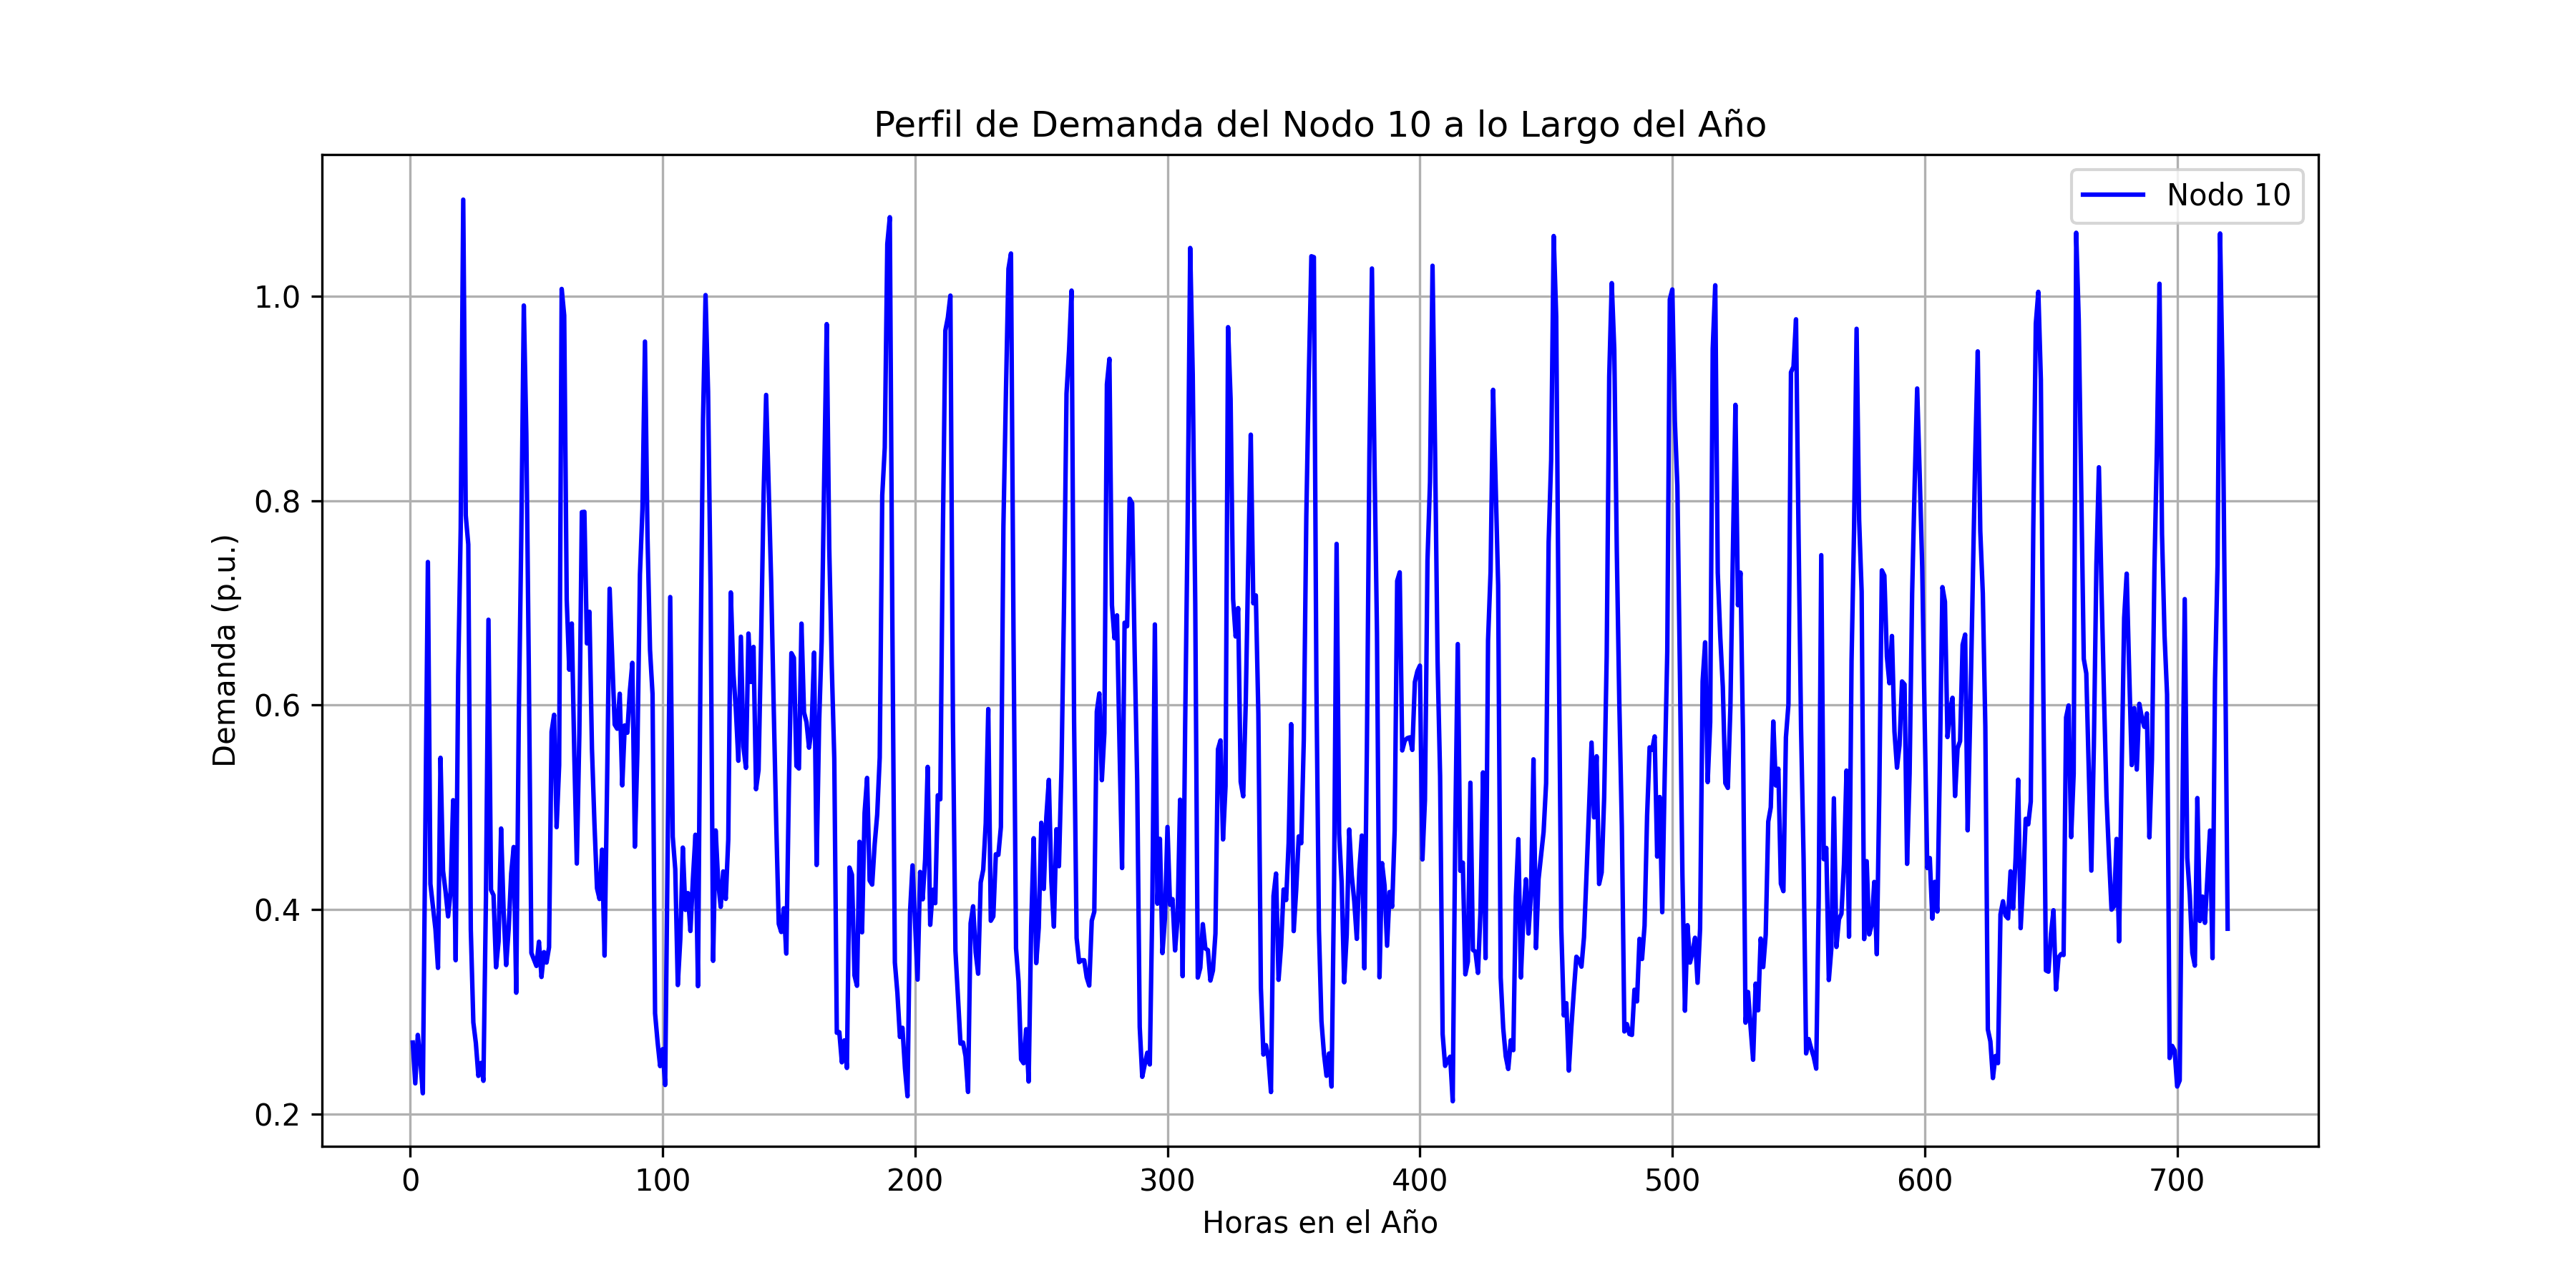 Perfil de Demanda del Nodo 10 a lo Largo del Año
Nodo 10
1.0
0.8
0.6
0.4
0.2
Demanda (p.u.)
0 100 200 300 400 500 600 700
Horas en el Año